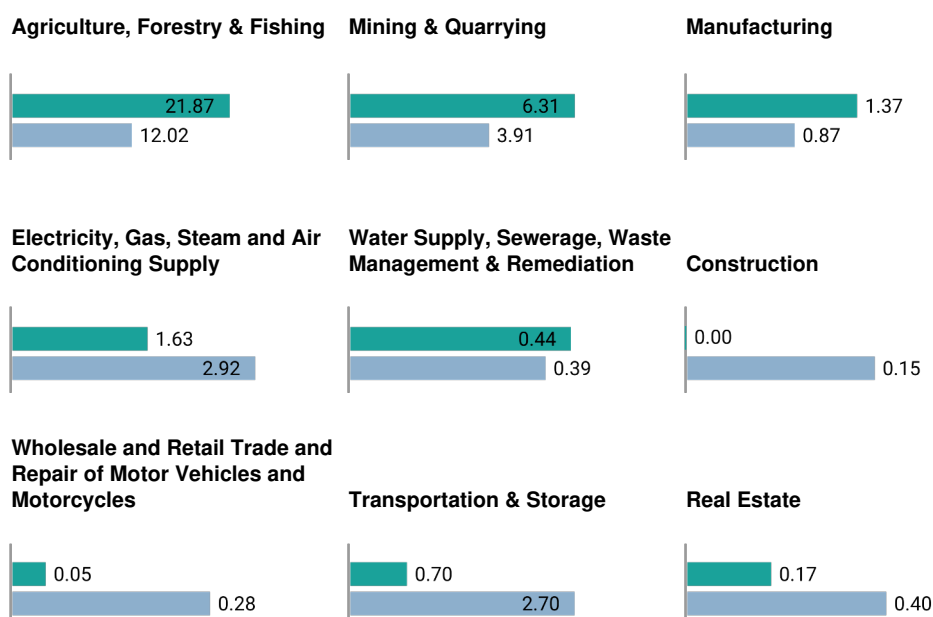 Agriculture, Forestry & Fishing
21.87
12.02
Mining & Quarrying
6.31
3.91
Manufacturing
1.37
0.87
Electricity, Gas, Steam and Air
Conditioning Supply
1.63
2.92
Water Supply, Sewerage, Waste
Management & Remediation
0.44
0.39
Construction
0.00
0.15
Wholesale and Retail Trade and
Repair of Motor Vehicles and
Motorcycles
0.05
0.28
Transportation & Storage
0.70
2.70
Real Estate
0.17
0.40